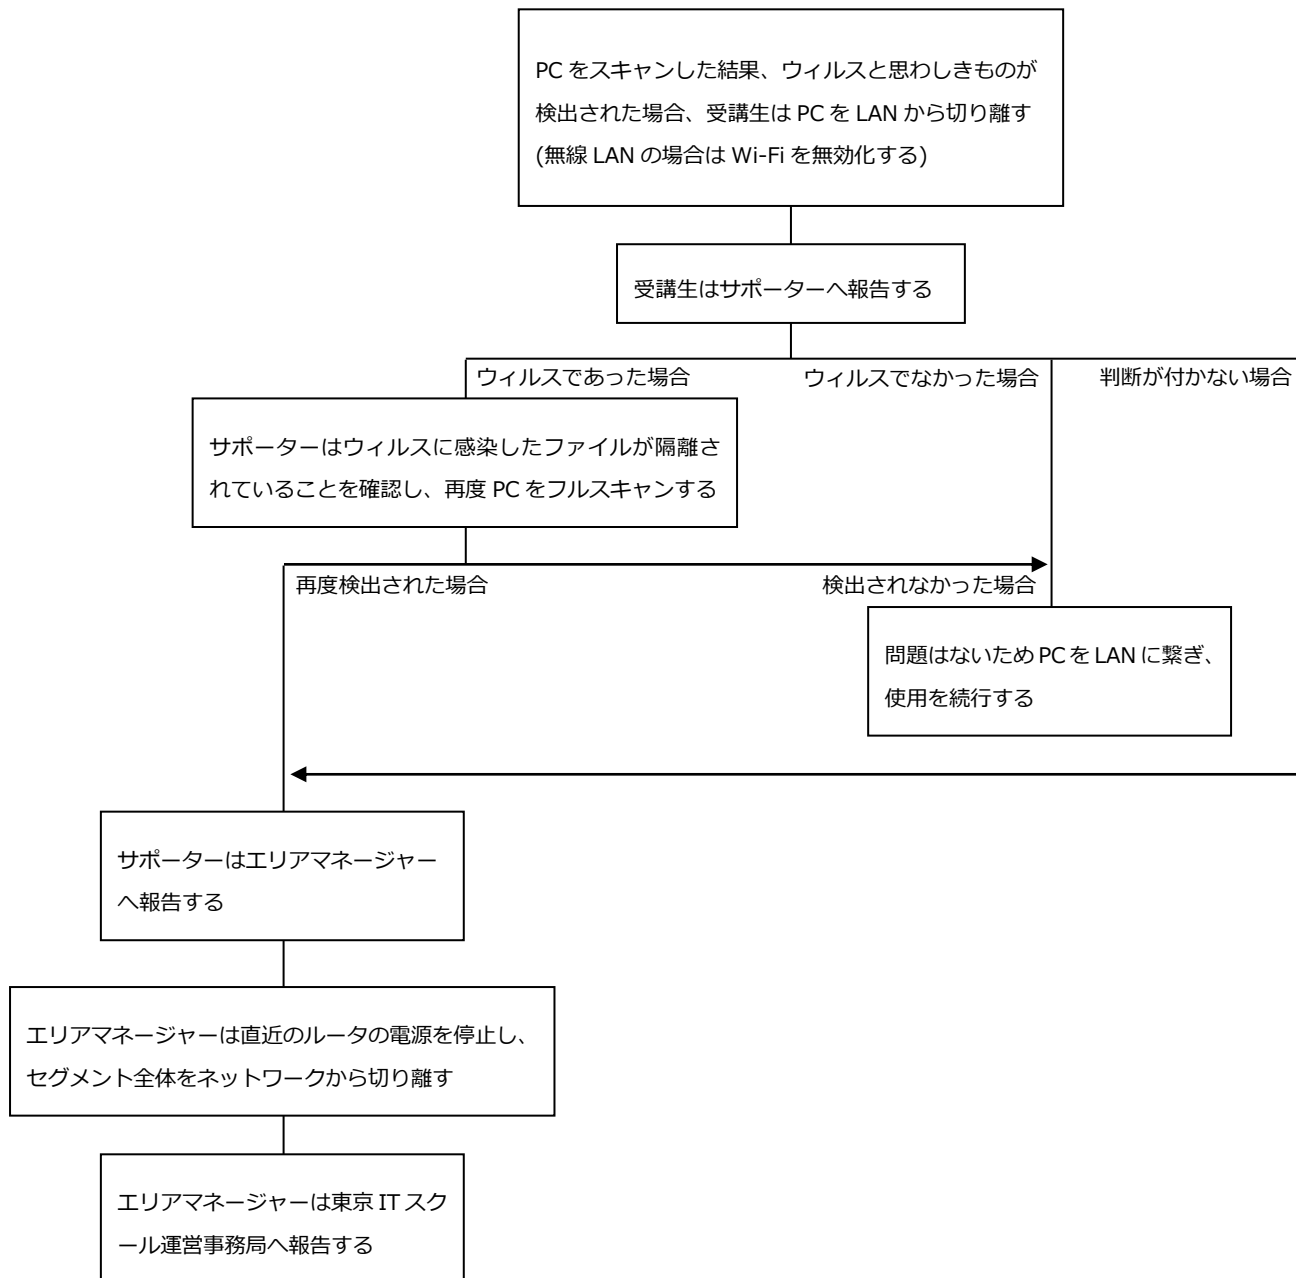 PC をスキャンした結果、ウィルスと思わしきものが
検出された場合、受講生は PC を LAN から切り離す
(無線 LAN の場合は Wi-Fi を無効化する)
受講生はサポーターへ報告する
ウィルスであった場合
ウィルスでなかった場合
判断が付かない場合
サポーターはウィルスに感染したファイルが隔離さ
れていることを確認し、再度 PC をフルスキャンする
再度検出された場合
検出されなかった場合
問題はないため PC を LAN に繋ぎ、
使用を続行する
サポーターはエリアマネージャー
へ報告する
エリアマネージャーは直近のルータの電源を停止し、
セグメント全体をネットワークから切り離す
エリアマネージャーは東京 IT スク
ール運営事務局へ報告する